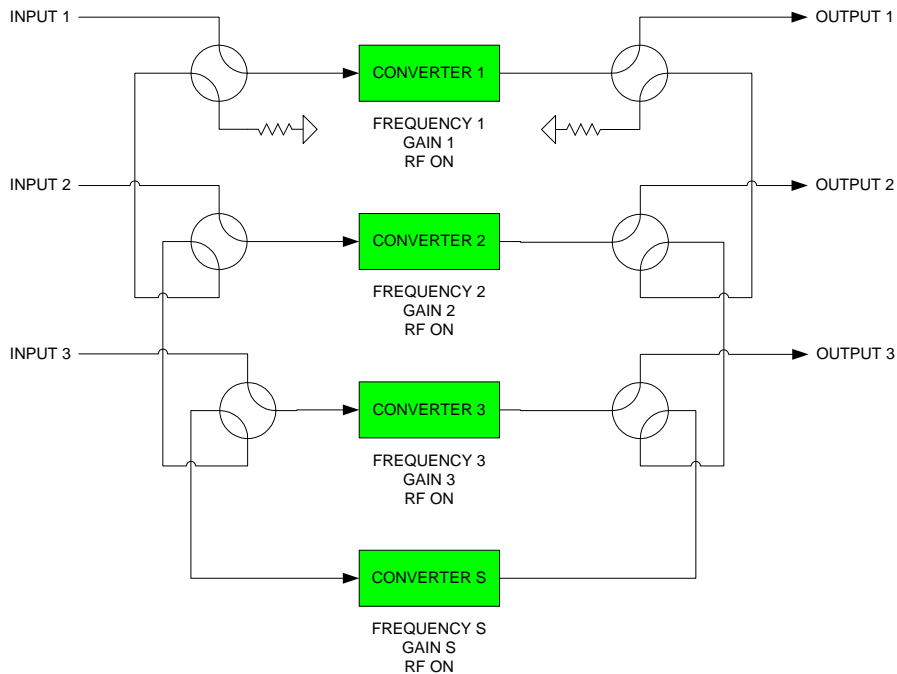 INPUT 1
OUTPUT 1
CONVERTER 1
FREQUENCY 1
GAIN 1
RF ON
INPUT 2
OUTPUT 2
CONVERTER 2
FREQUENCY 2
GAIN 2
RF ON
INPUT 3
OUTPUT 3
CONVERTER 3
FREQUENCY 3
GAIN 3
RF ON
CONVERTER S
FREQUENCY S
GAIN S
RF ON